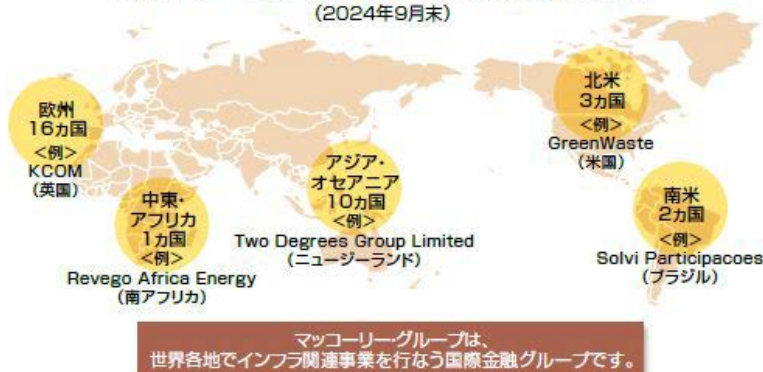 （2024年9月末）
欧州
16ヵ国
<例>
KCOM
（英国）
中東・
アフリカ
1ヵ国
<例>
Revego Africa Energy
（南アフリカ）
アジア・
オセアニア
10ヵ国
<例>
Two Degrees Group Limited
（ニュージーランド）
北米
3ヵ国
<例>
GreenWaste
（米国）
南米
2ヵ国
<例>
Solvi Participacoes
（ブラジル）
マッコーリー・グループは、
世界各地でインフラ関連事業を行なう国際金融グループです。